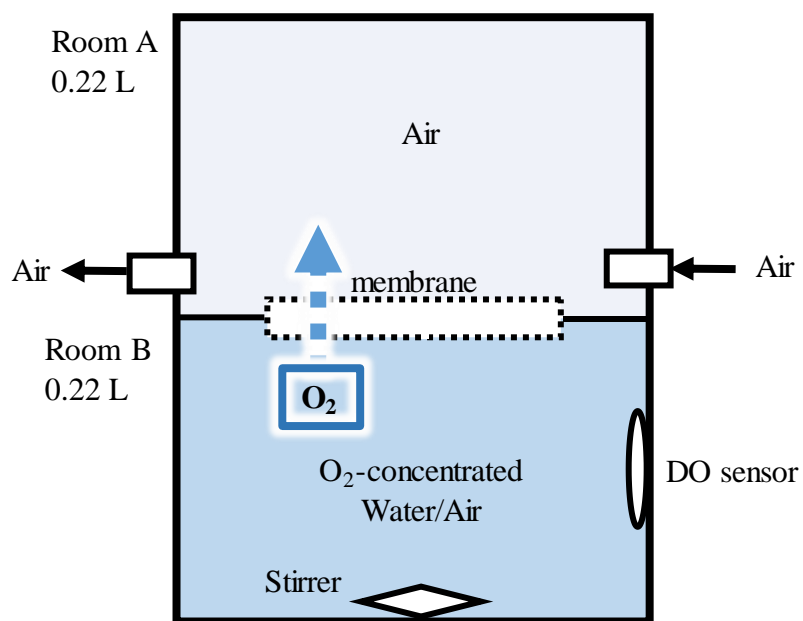 Room A
0.22 L
Air
Air
Air
membrane
Room B
0.22 L
O₂
O₂-concentrated
Water/Air
DO sensor
Stirrer